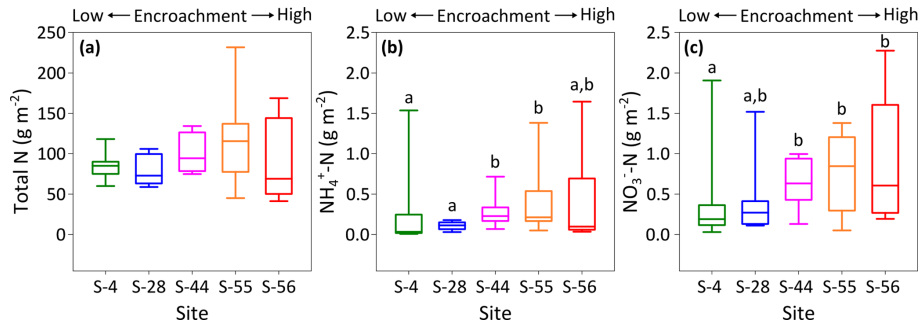 Low ← Encroachment → High
(a)
Total N (g m⁻²)
250
200
150
100
50
0
S-4 S-28 S-44 S-55 S-56
Site
Low ← Encroachment → High
(b)
NH₄⁺-N (g m⁻²)
2.5
2.0
1.5
1.0
0.5
0.0
a a b b a,b
S-4 S-28 S-44 S-55 S-56
Site
Low ← Encroachment → High
(c)
NO₃⁻-N (g m⁻²)
2.5
2.0
1.5
1.0
0.5
0.0
a a,b b b b
S-4 S-28 S-44 S-55 S-56
Site